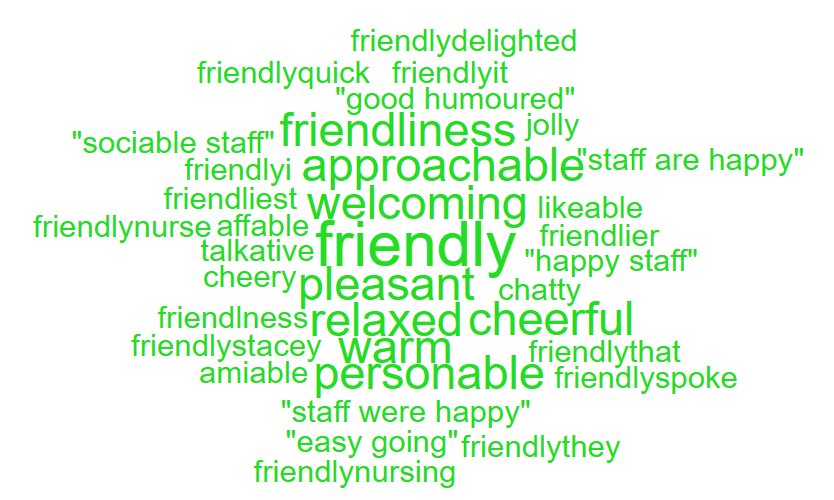 friendlydelighted
friendlyquick friendlyit
"good humoured"
friendliness jolly
"sociable staff"
approachable "staff are happy"
friendlyi
friendliest welcoming likeable
friendlynurse affable
friendly friendlier
talkative "happy staff"
cheery pleasant chatty
friendlness relaxed cheerful
friendlystacey warm friendlythat
amiable personable friendlyspoke
"staff were happy"
"easy going" friendlythey
friendlynursing